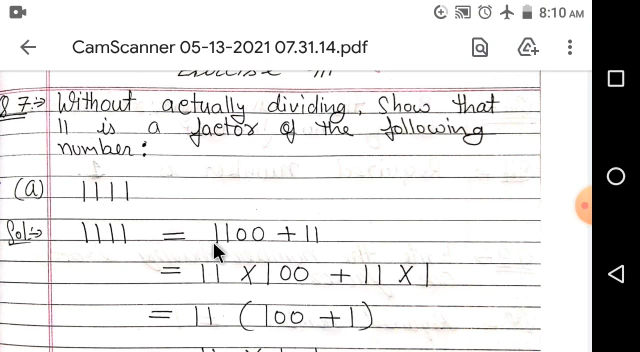 8:10 AM
CamScanner 05-13-2021 07.31.14.pdf
Q 7:→ Without actually dividing, show that
11 is a factor of the following
number:
(a) 1111
Sol:→ 1111 = 1100 + 11
= 11 × 100 + 11 × 1
= 11 (100 + 1)